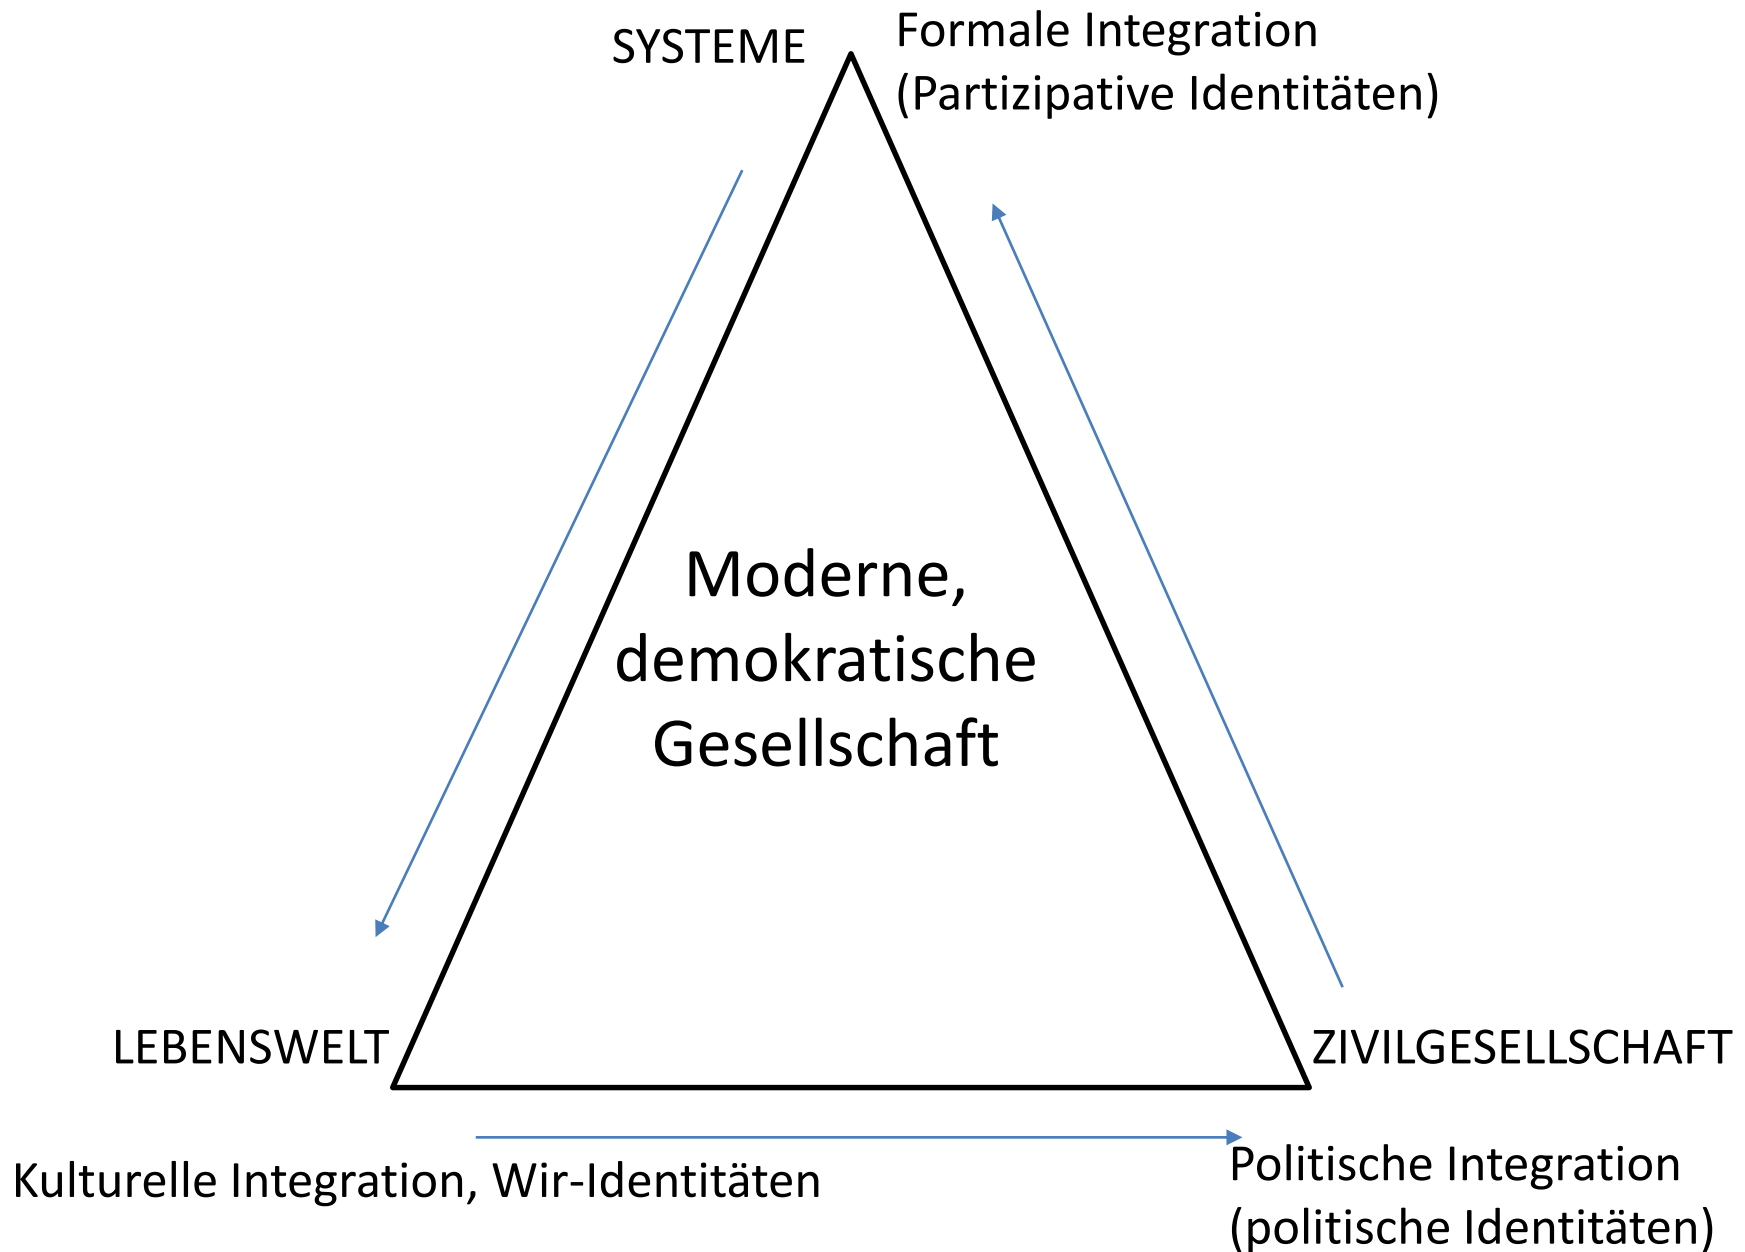 SYSTEME
Formale Integration
(Partizipative Identitäten)
Moderne,
demokratische
Gesellschaft
LEBENSWELT
ZIVILGESELLSCHAFT
Kulturelle Integration, Wir-Identitäten
Politische Integration
(politische Identitäten)